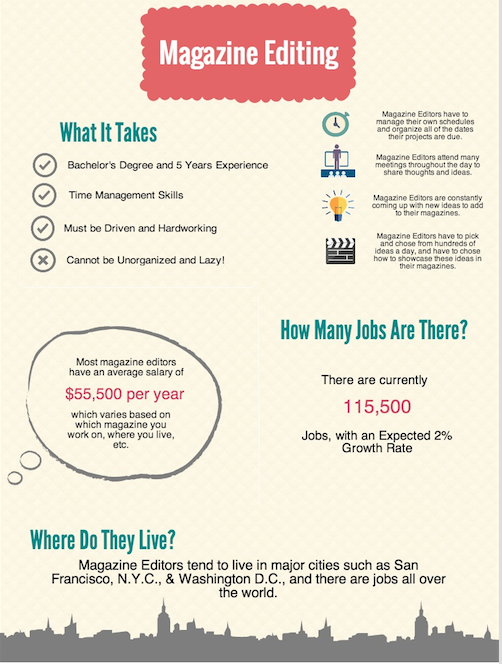 Magazine Editing
What It Takes
Bachelor's Degree and 5 Years Experience
Time Management Skills
Must be Driven and Hardworking
Cannot be Unorganized and Lazy!
Magazine Editors have to
manage their own schedules
and organize all of the dates
their projects are due.
Magazine Editors attend many
meetings throughout the day to
share thoughts and ideas.
Magazine Editors are constantly
coming up with new ideas to add
to their magazines.
Magazine Editors have to pick
and chose from hundreds of
ideas a day, and have to chose
how to showcase these ideas in
their magazines.
Most magazine editors
have an average salary of
$55,500 per year
which varies based on
which magazine you
work on, where you live,
etc.
How Many Jobs Are There?
There are currently
115,500
Jobs, with an Expected 2%
Growth Rate
Where Do They Live?
Magazine Editors tend to live in major cities such as San
Francisco, N.Y.C., & Washington D.C., and there are jobs all over
the world.